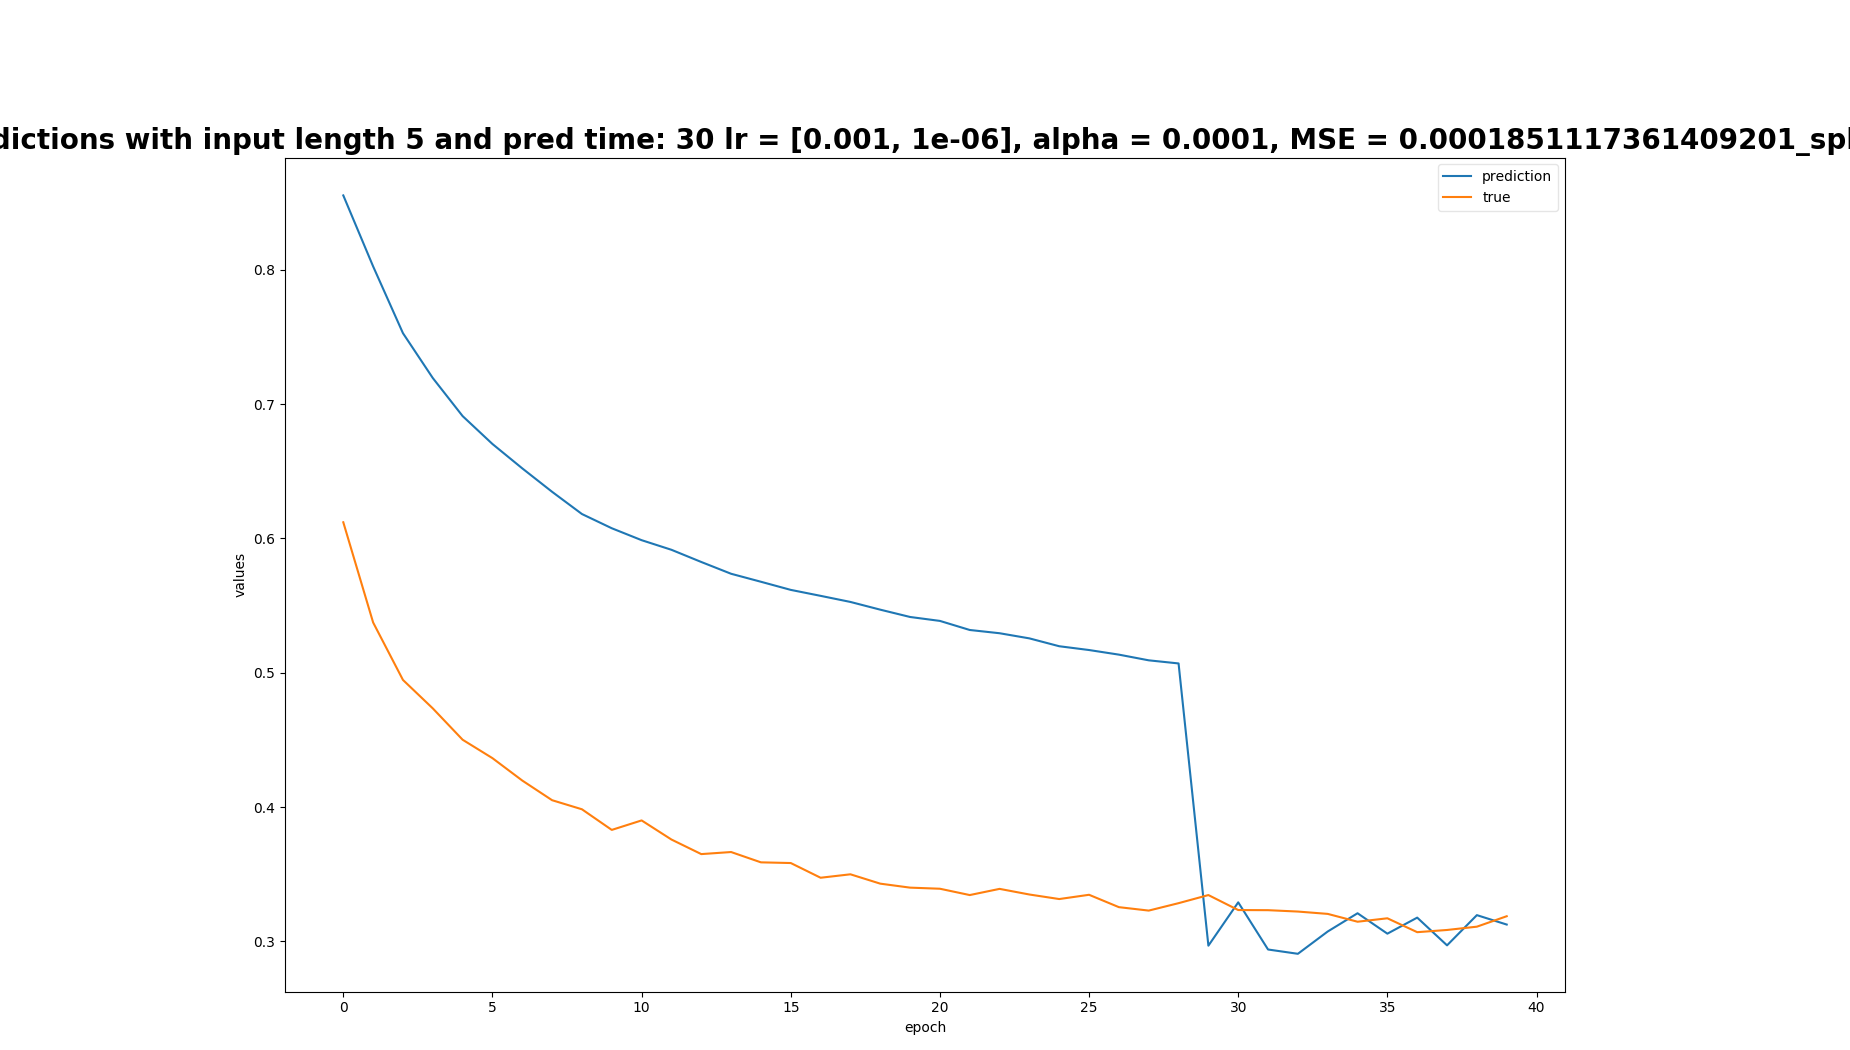 dictions with input length 5 and pred time: 30 lr = [0.001, 1e-06], alpha = 0.0001, MSE = 0.0001851117361409201_spl
prediction
true
0.8
0.7
0.6
0.5
0.4
0.3
values
0 5 10 15 20 25 30 35 40
epoch